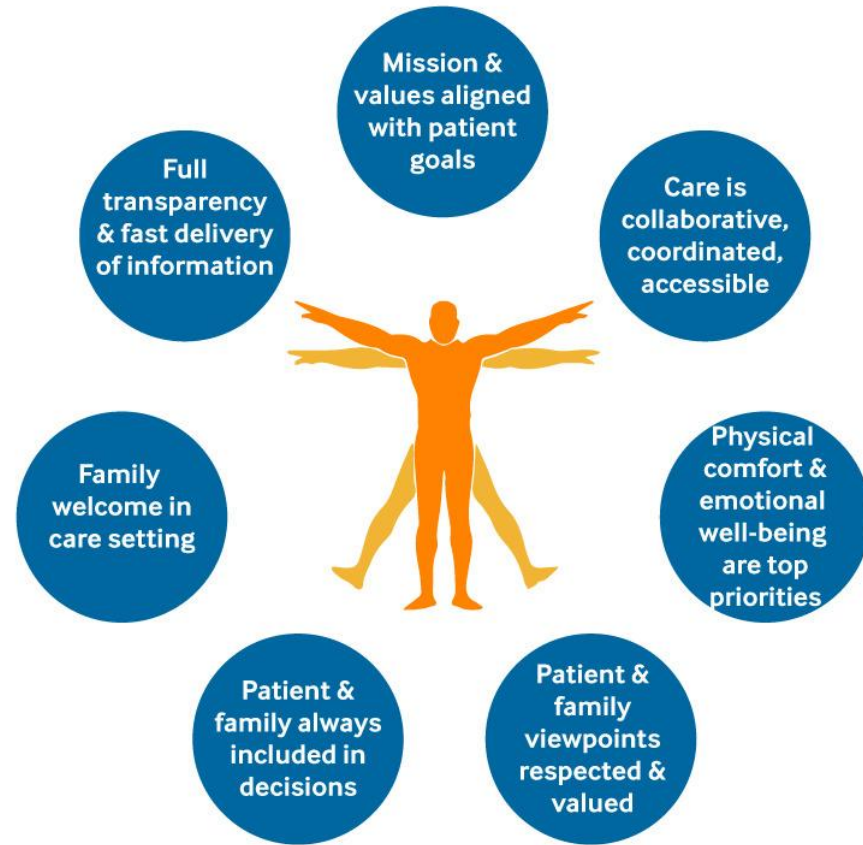 Mission &
values aligned
with patient
goals
Care is
collaborative,
coordinated,
accessible
Physical
comfort &
emotional
well-being
are top
priorities
Patient &
family
viewpoints
respected &
valued
Patient &
family always
included in
decisions
Family
welcome in
care setting
Full
transparency
& fast delivery
of information